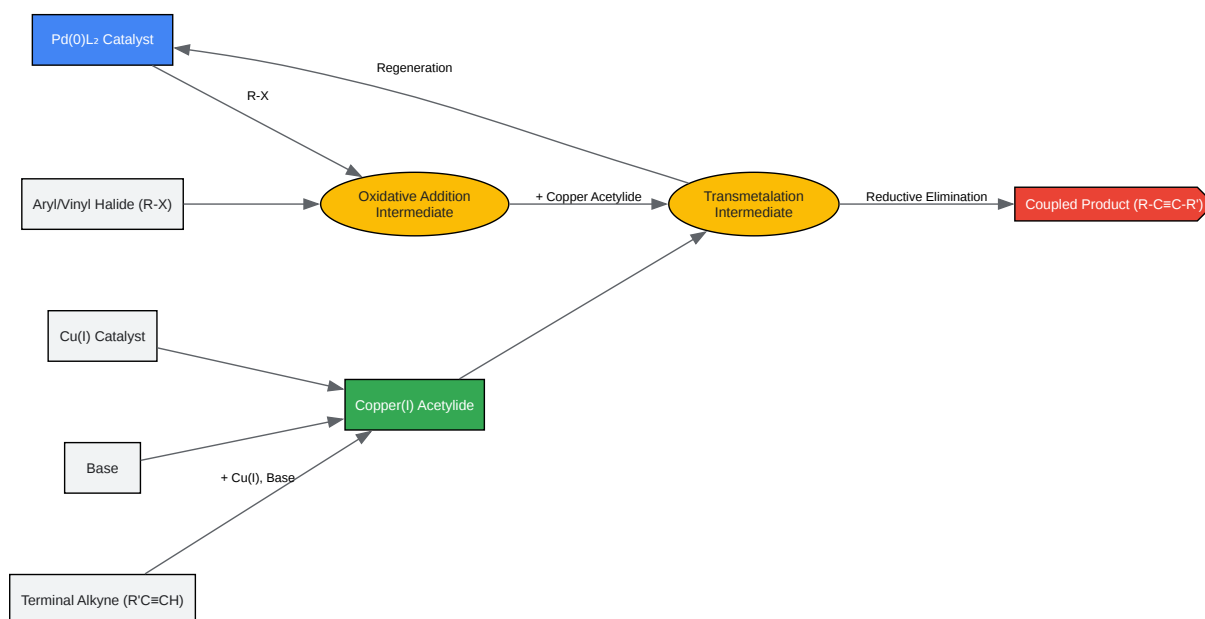 Pd(0)L₂ Catalyst
Regeneration
R-X
Aryl/Vinyl Halide (R-X)
Oxidative Addition
Intermediate
+ Copper Acetylide
Transmetalation
Intermediate
Reductive Elimination
Coupled Product (R-C≡C-R')
Cu(I) Catalyst
Copper(I) Acetylide
Base
+ Cu(I), Base
Terminal Alkyne (R'C≡CH)